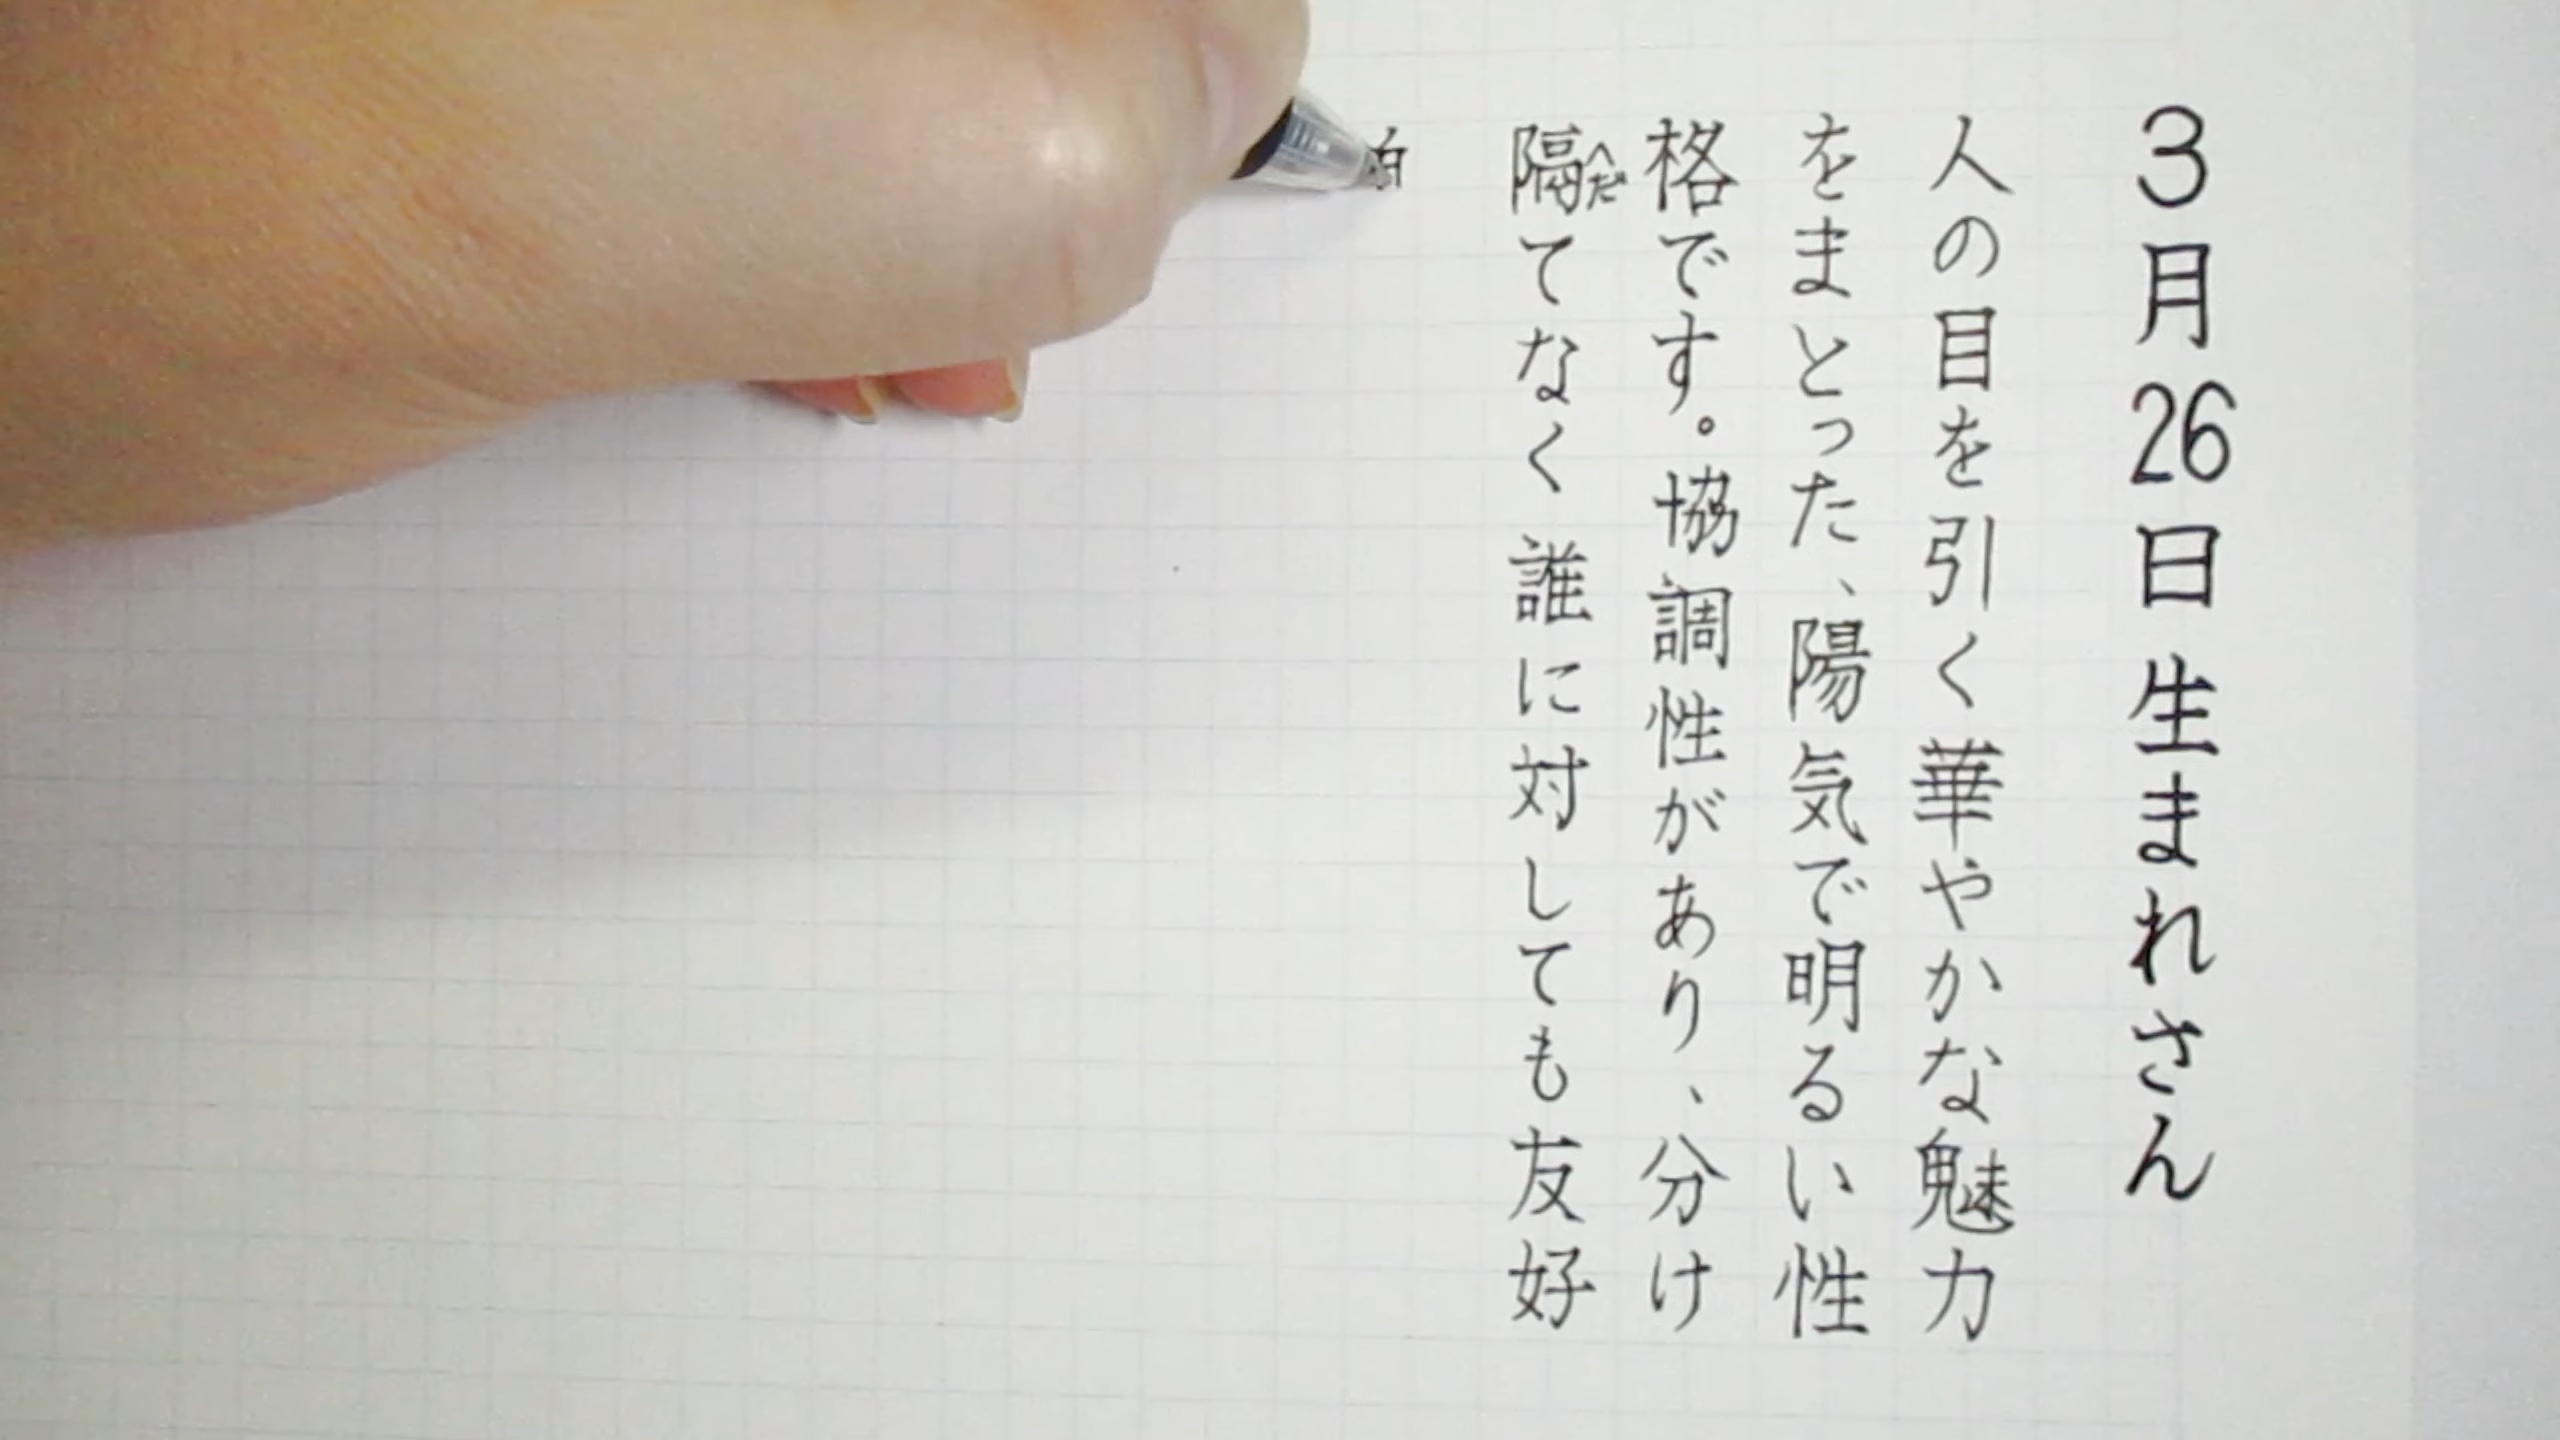 3月26日生まれさん
人の目を引く華やかな魅力
をまとった、陽気で明るい性
格です。協調性があり、分け
隔てなく誰に対しても友好
へだ